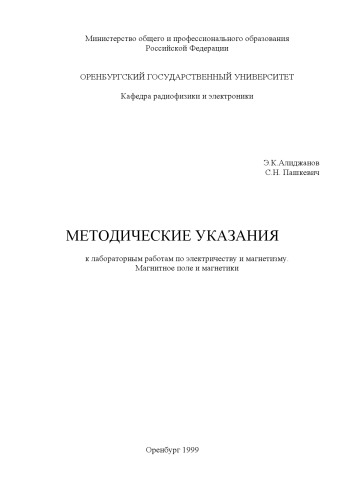 Министерство общего и профессионального образования
Российской Федерации
ОРЕНБУРГСКИЙ ГОСУДАРСТВЕННЫЙ УНИВЕРСИТЕТ
Кафедра радиофизики и электроники
Э.К.Алиджанов
С.Н. Пашкевич
МЕТОДИЧЕСКИЕ УКАЗАНИЯ
к лабораторным работам по электричеству и магнетизму.
Магнитное поле и магнетики
Оренбург 1999